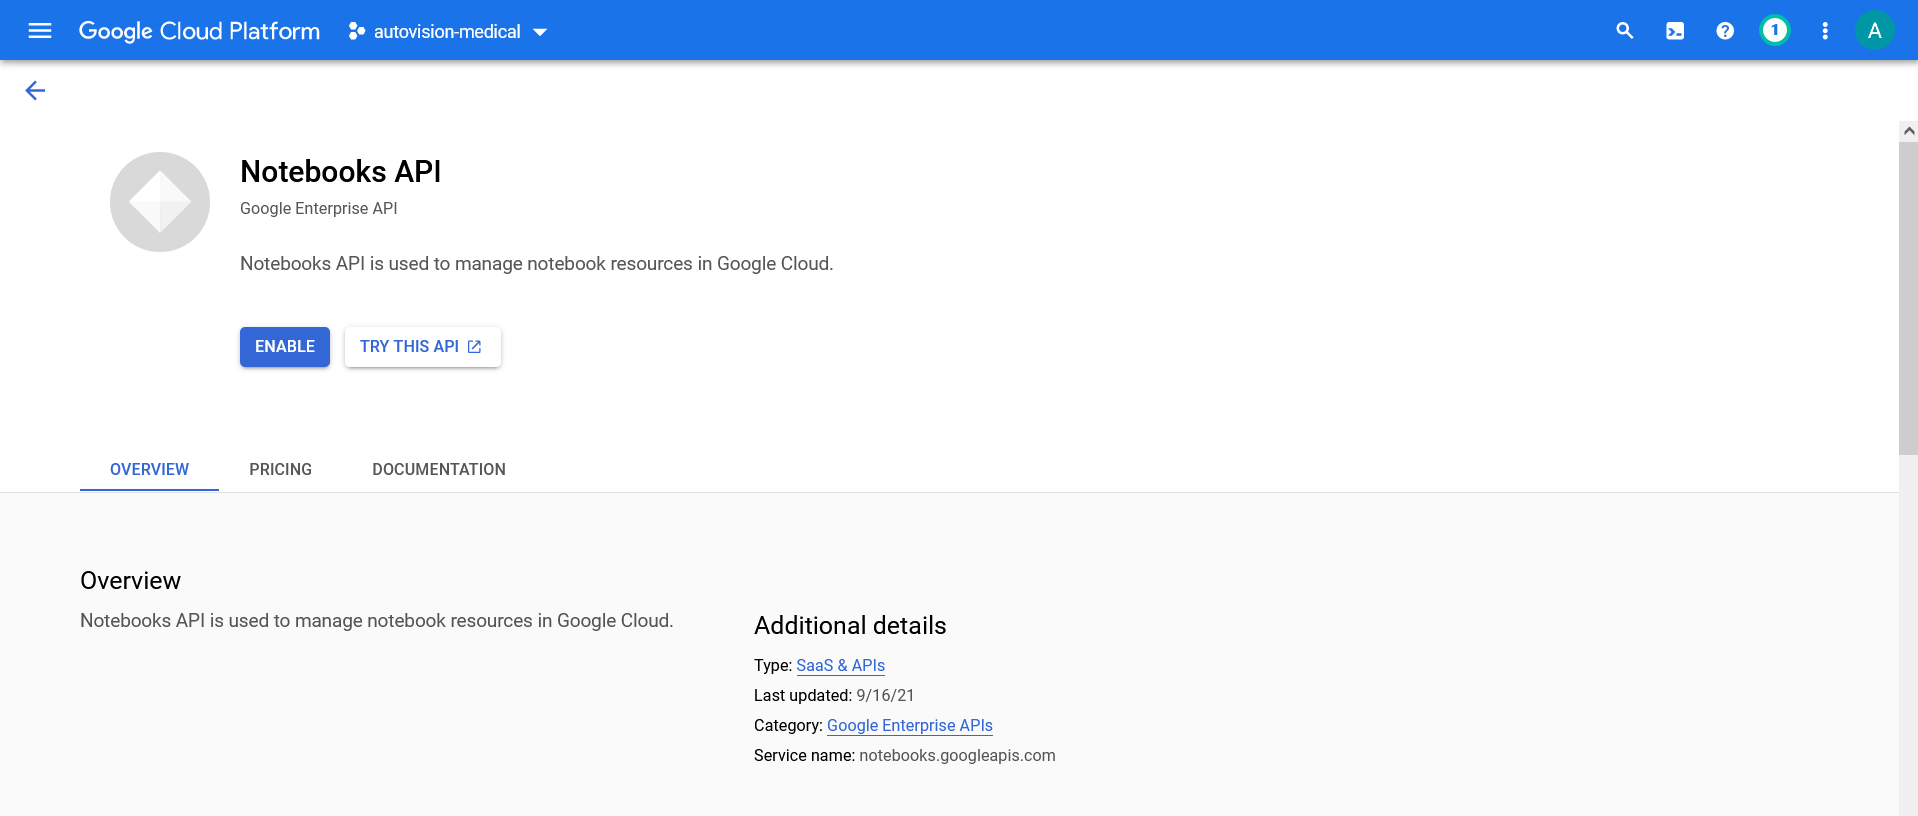 Google Cloud Platform autovision-medical 1 A
Notebooks API
Google Enterprise API
Notebooks API is used to manage notebook resources in Google Cloud.
ENABLE TRY THIS API
OVERVIEW PRICING DOCUMENTATION
Overview
Notebooks API is used to manage notebook resources in Google Cloud.
Additional details
Type: SaaS & APIs
Last updated: 9/16/21
Category: Google Enterprise APIs
Service name: notebooks.googleapis.com